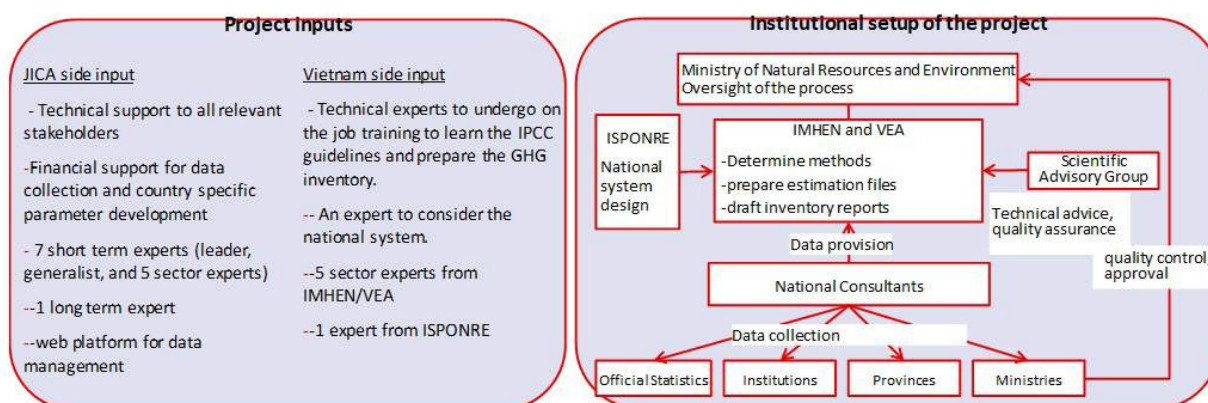 Project inputs
JICA side input
- Technical support to all relevant
stakeholders
-Financial support for data
collection and country specific
parameter development
- 7 short term experts (leader,
generalist, and 5 sector experts)
--1 long term expert
--web platform for data
management
Vietnam side input
- Technical experts to undergo on
the job training to learn the IPCC
guidelines and prepare the GHG
inventory.
-- An expert to consider the
national system.
--5 sector experts from
IMHEN/VEA
--1 expert from ISPONRE
Institutional setup of the project
Ministry of Natural Resources and Environment
Oversight of the process
ISPONRE
National
system
design
IMHEN and VEA
-Determine methods
-prepare estimation files
-draft inventory reports
Scientific
Advisory Group
Technical advice,
quality assurance
quality control,
approval
Data provision
National Consultants
Data collection
Official Statistics
Institutions
Provinces
Ministries